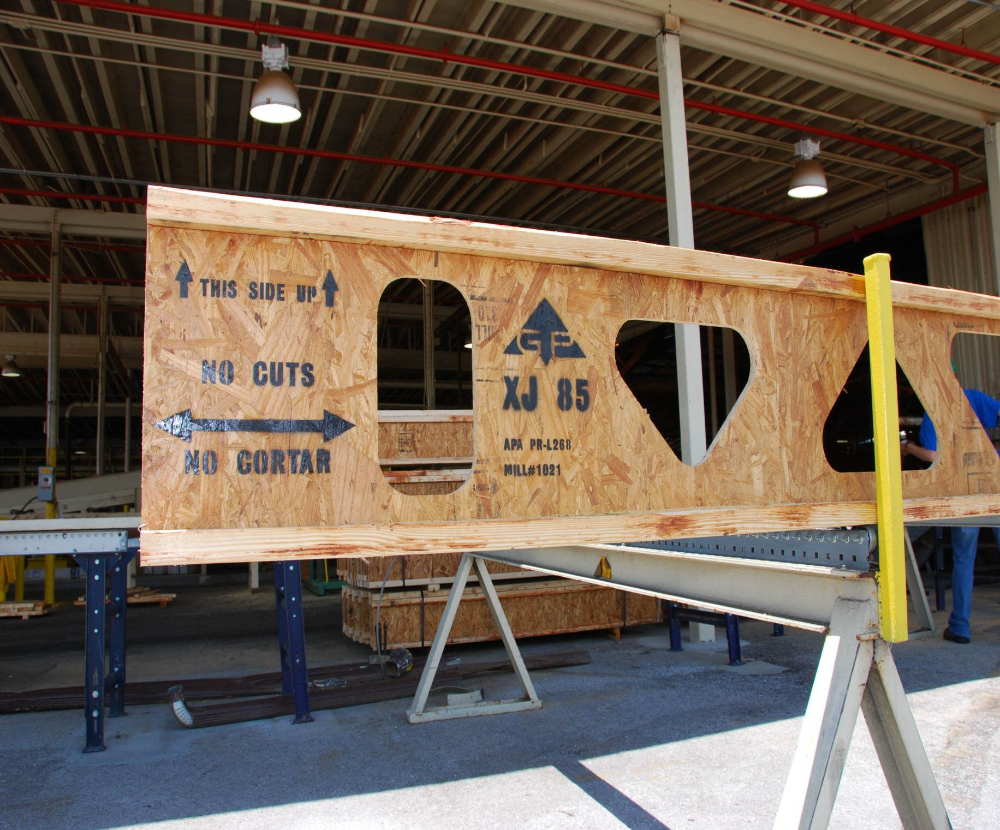 THIS SIDE UP
NO CUTS
NO CORTAR
XJ 85
APA PR-L268
MILL#1021